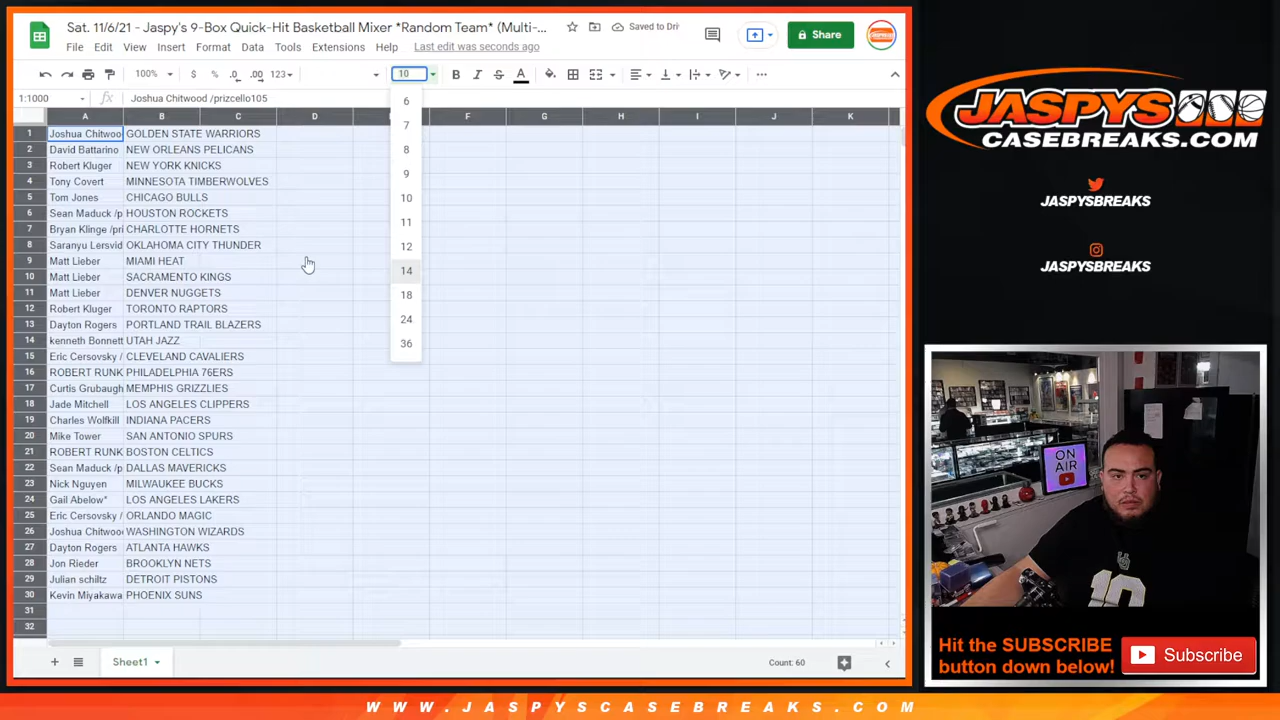 Sat. 11/6/21 - Jaspy's 9-Box Quick-Hit Basketball Mixer *Random Team* (Multi-
Saved to Dri
File Edit View Insert Format Data Tools Extensions Help Last edit was seconds ago
Share
100% $ % .0 .00 123 10 B I S A
1:1000 fx Joshua Chitwood /prizcello105
A B C D F G H I J K
1 Joshua Chitwoo GOLDEN STATE WARRIORS
2 David Battarino NEW ORLEANS PELICANS
3 Robert Kluger NEW YORK KNICKS
4 Tony Covert MINNESOTA TIMBERWOLVES
5 Tom Jones CHICAGO BULLS
6 Sean Maduck /p HOUSTON ROCKETS
7 Bryan Klinge /pri CHARLOTTE HORNETS
8 Saranyu Lersvid OKLAHOMA CITY THUNDER
9 Matt Lieber MIAMI HEAT
10 Matt Lieber SACRAMENTO KINGS
11 Matt Lieber DENVER NUGGETS
12 Robert Kluger TORONTO RAPTORS
13 Dayton Rogers PORTLAND TRAIL BLAZERS
14 kenneth Bonnett UTAH JAZZ
15 Eric Cersovsky / CLEVELAND CAVALIERS
16 ROBERT RUNK PHILADELPHIA 76ERS
17 Curtis Grubaugh MEMPHIS GRIZZLIES
18 Jade Mitchell LOS ANGELES CLIPPERS
19 Charles Wolfkill INDIANA PACERS
20 Mike Tower SAN ANTONIO SPURS
21 ROBERT RUNK BOSTON CELTICS
22 Sean Maduck /p DALLAS MAVERICKS
23 Nick Nguyen MILWAUKEE BUCKS
24 Gail Abelow* LOS ANGELES LAKERS
25 Eric Cersovsky / ORLANDO MAGIC
26 Joshua Chitwood WASHINGTON WIZARDS
27 Dayton Rogers ATLANTA HAWKS
28 Jon Rieder BROOKLYN NETS
29 Julian schiltz DETROIT PISTONS
30 Kevin Miyakawa PHOENIX SUNS
31
32
6
7
8
9
10
11
12
14
18
24
36
Sheet1
Count: 60
JASPYS
CASEBREAKS.COM
JASPYSBREAKS
JASPYSBREAKS
ON
AIR
10
Hit the SUBSCRIBE
button down below!
Subscribe
WWW.JASPYSCASEBREAKS.COM